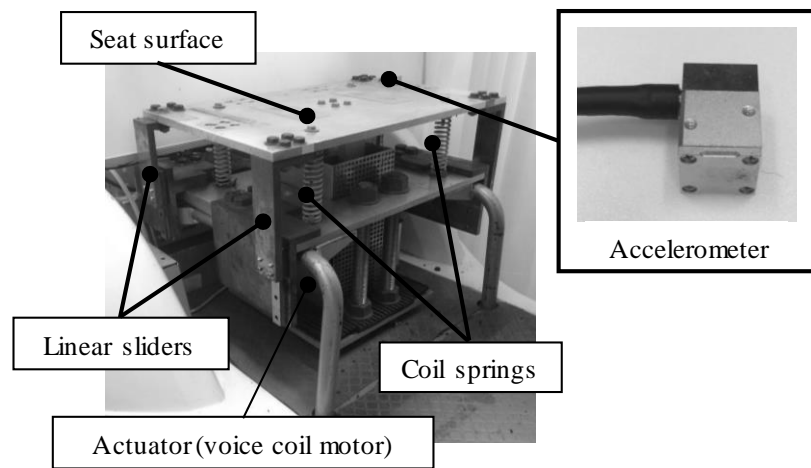 Seat surface
Accelerometer
Linear sliders
Coil springs
Actuator (voice coil motor)